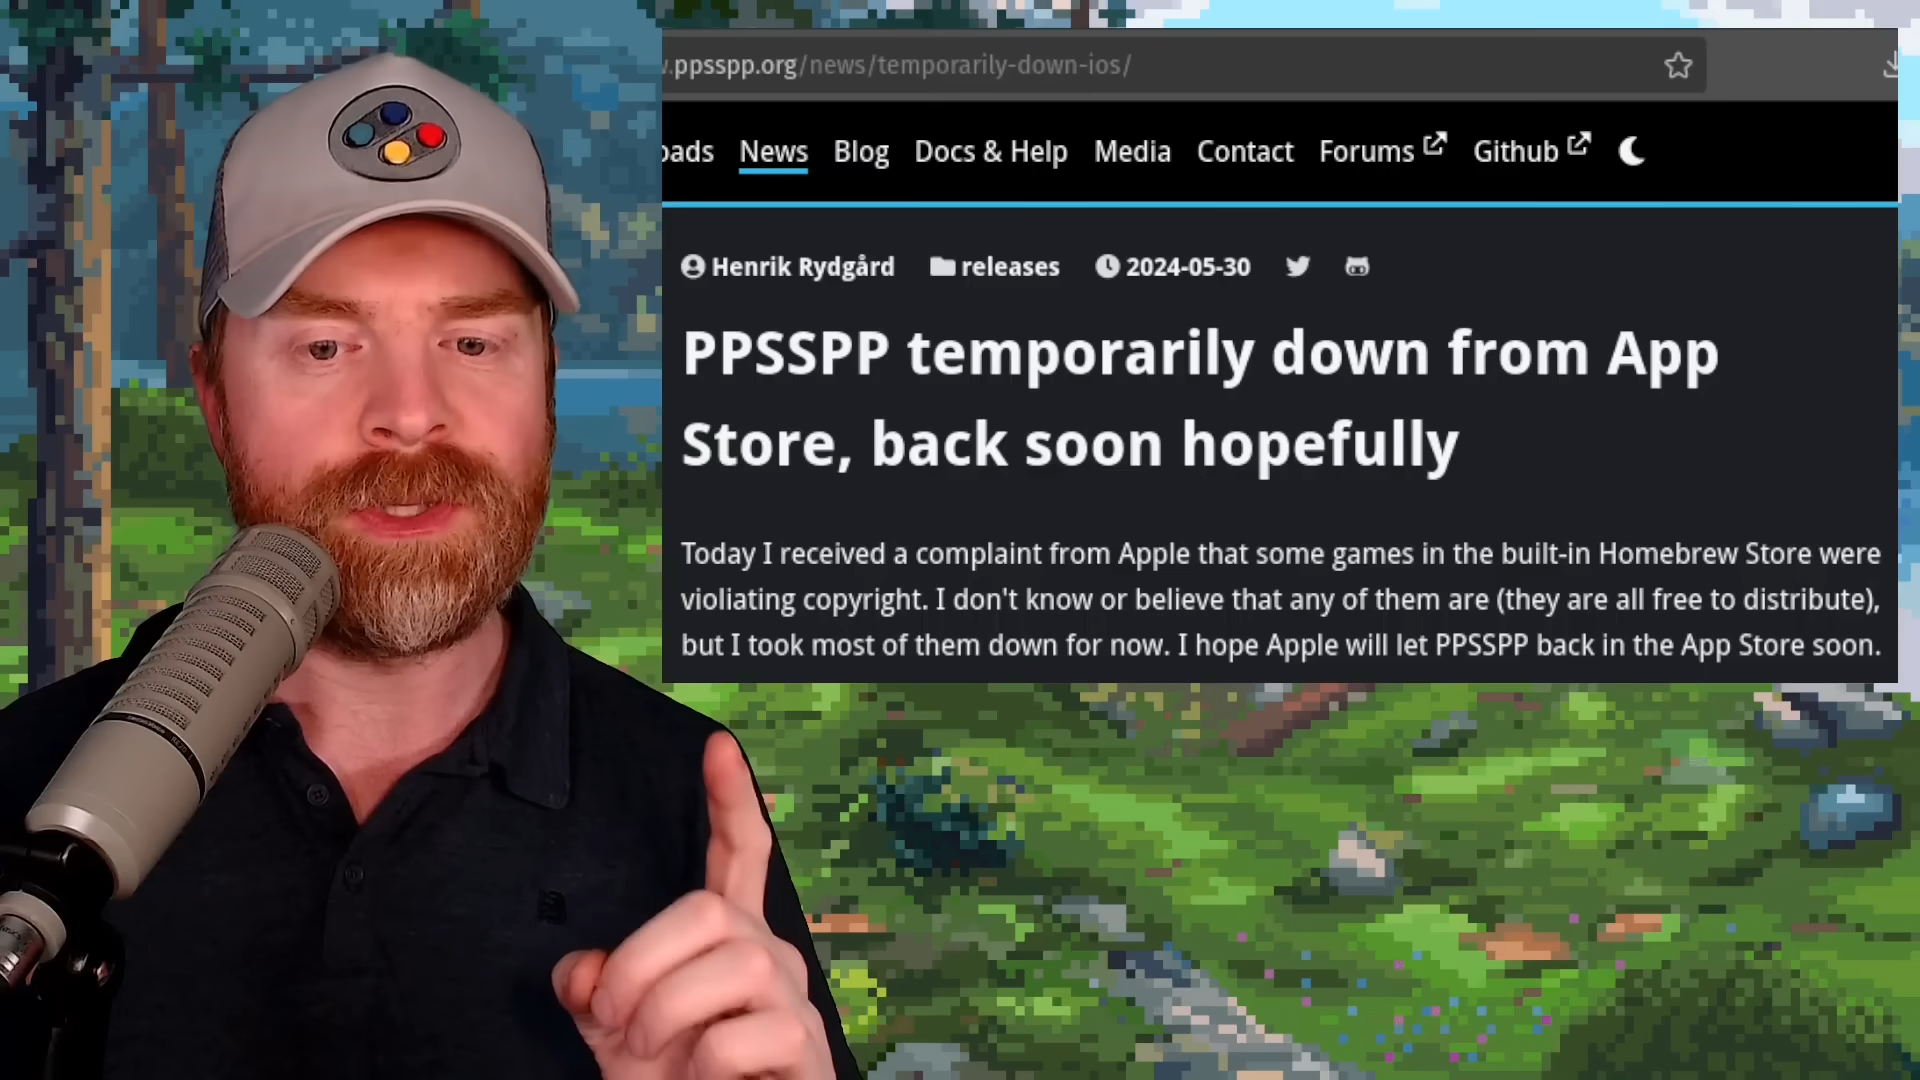 .ppsspp.org/news/temporarily-down-ios/
oads News Blog Docs & Help Media Contact Forums Github
Henrik Rydgård releases 2024-05-30
PPSSPP temporarily down from App
Store, back soon hopefully
Today I received a complaint from Apple that some games in the built-in Homebrew Store were
violiating copyright. I don't know or believe that any of them are (they are all free to distribute),
but I took most of them down for now. I hope Apple will let PPSSPP back in the App Store soon.